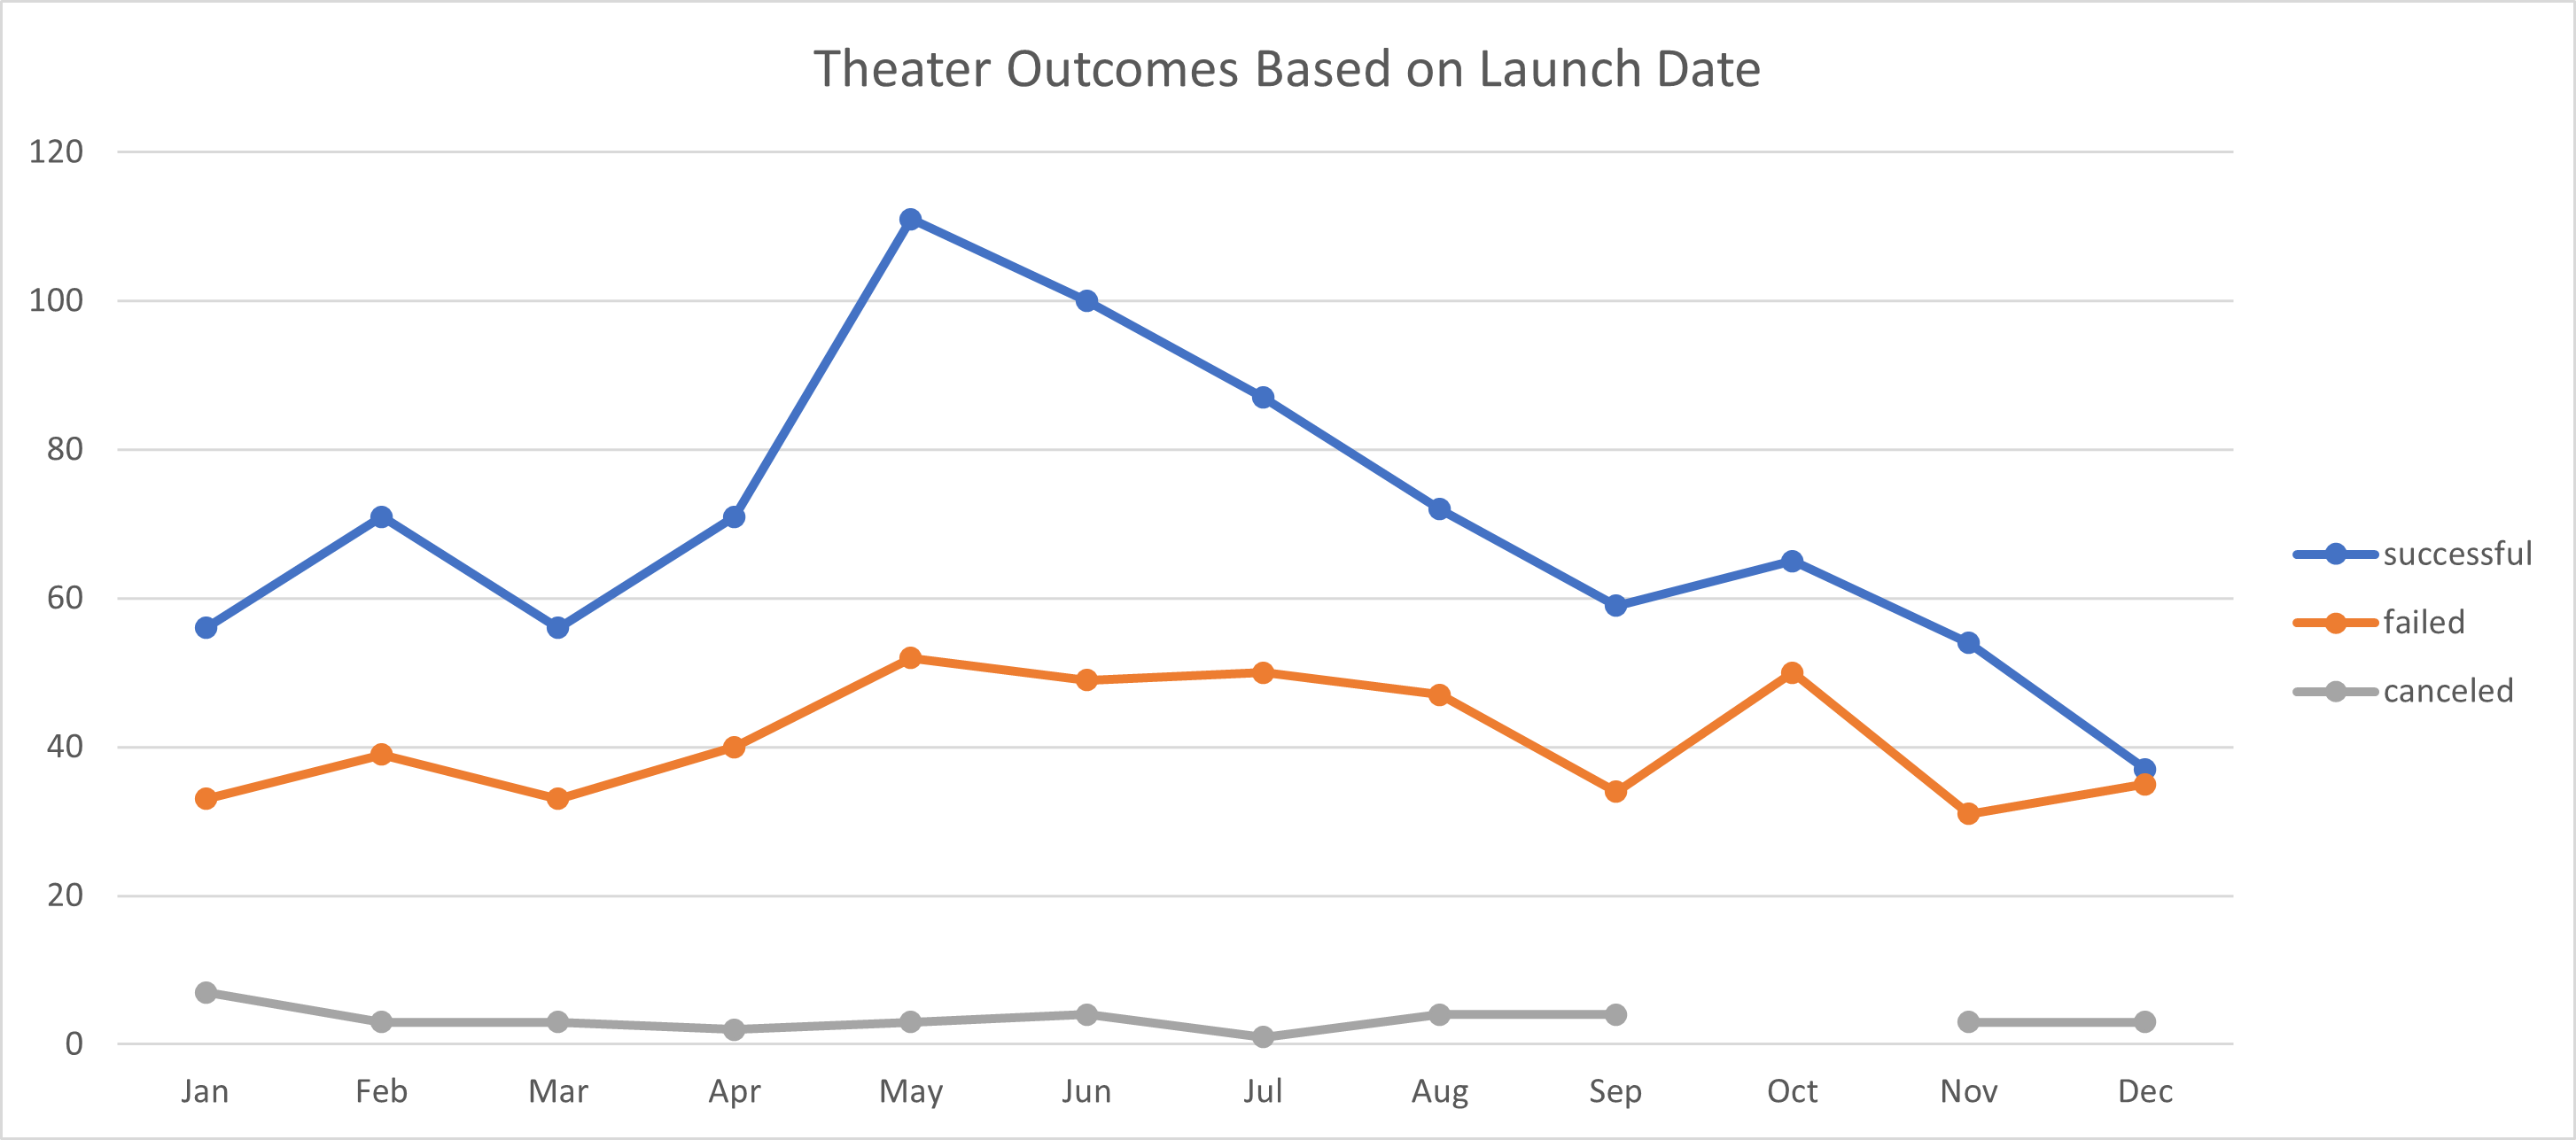 Theater Outcomes Based on Launch Date
120
100
80
60
40
20
0
Jan Feb Mar Apr May Jun Jul Aug Sep Oct Nov Dec
successful
failed
canceled